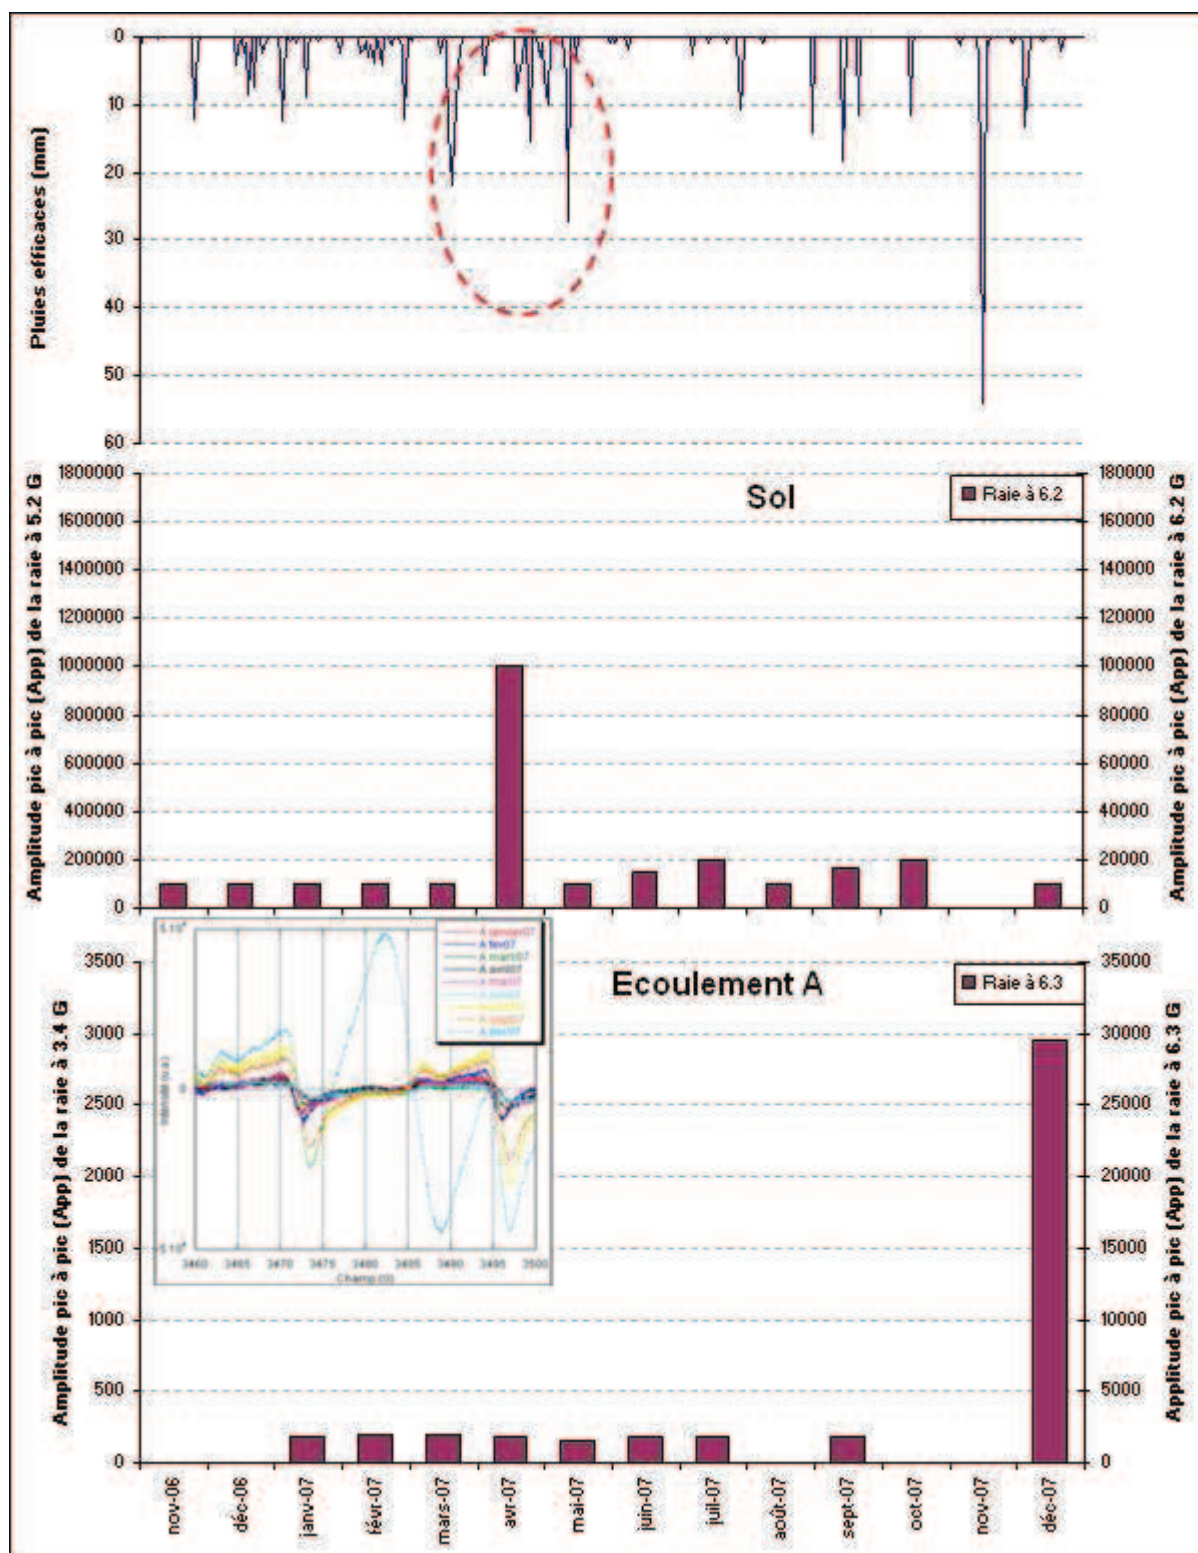 Pluies efficaces (mm)
0
10
20
30
40
50
60
Amplitude pic à pic (App) de la raie à 5.2 G
1800000
1600000
1400000
1200000
1000000
800000
600000
400000
200000
0
Sol
Raie à 6.2
180000
160000
140000
120000
100000
80000
60000
40000
20000
0
Amplitude pic à pic (App) de la raie à 6.2 G
Amplitude pic à pic (App) de la raie à 3.4 G
3500
3000
2500
2000
1500
1000
500
0
A fev07
A mars07
A avril07
A mai07
0
3460 3465 3470 3475 3480 3485 3490 3495 3500
Champ (G)
Ecoulement A
Raie à 6.3
35000
30000
25000
20000
15000
10000
5000
0
Applitude pic à pic (App) de la raie à 6.3 G
nov-06
déc-06
janv-07
févr-07
mars-07
avr-07
mai-07
juin-07
juil-07
août-07
sept-07
oct-07
nov-07
déc-07